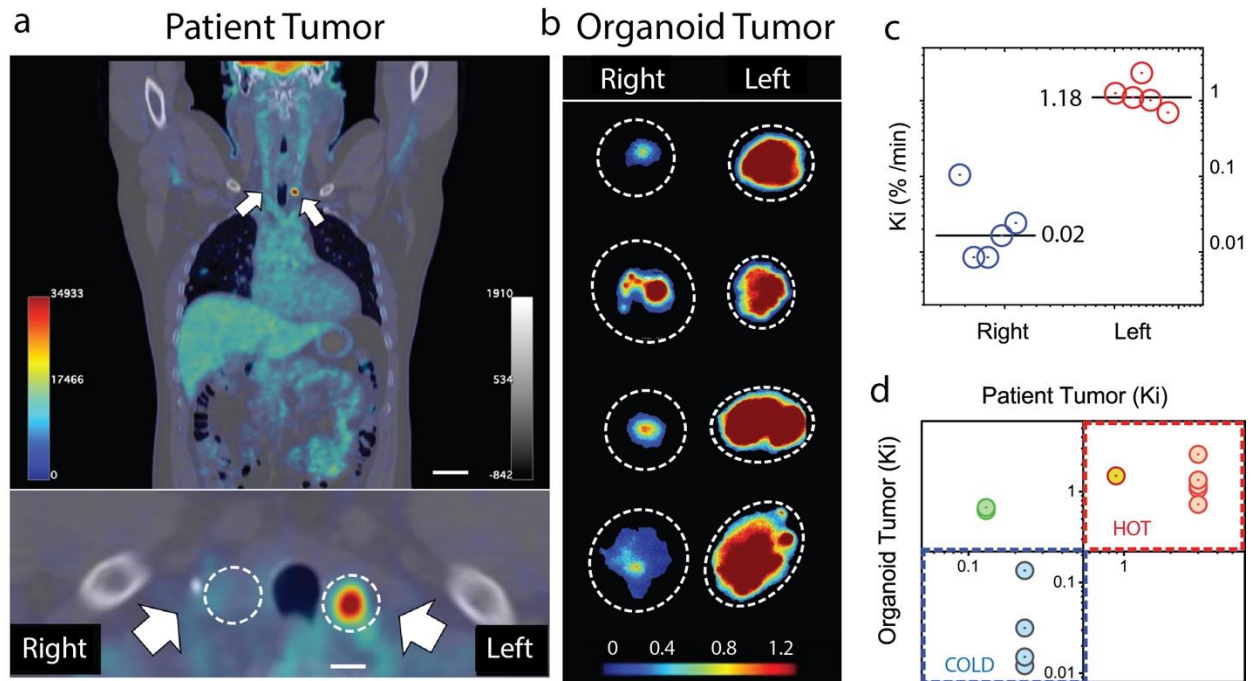 a
Patient Tumor
34933
17466
0
1910
534
-842
Right
Left
b
Organoid Tumor
Right
Left
0 0.4 0.8 1.2
c
Ki (% /min)
1.18
0.02
1
0.1
0.01
Right
Left
d
Patient Tumor (Ki)
Organoid Tumor (Ki)
1
HOT
0.1
1
0.1
COLD
0.01